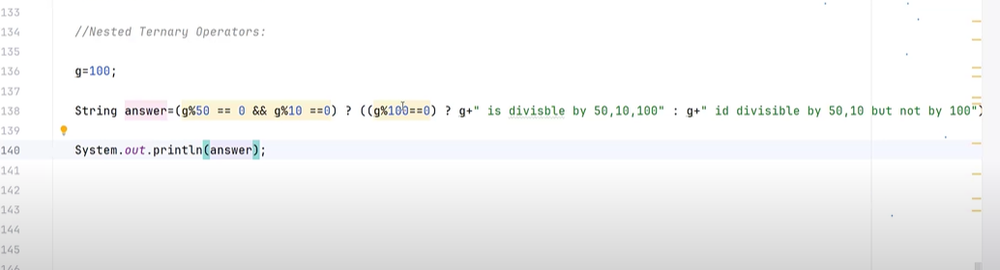 133
134 //Nested Ternary Operators:
135
136 g=100;
137
138 String answer=(g%50 == 0 && g%10 ==0) ? ((g%100==0) ? g+" is divisble by 50,10,100" : g+" id divisible by 50,10 but not by 100")
139
140 System.out.println(answer);
141
142
143
144
145